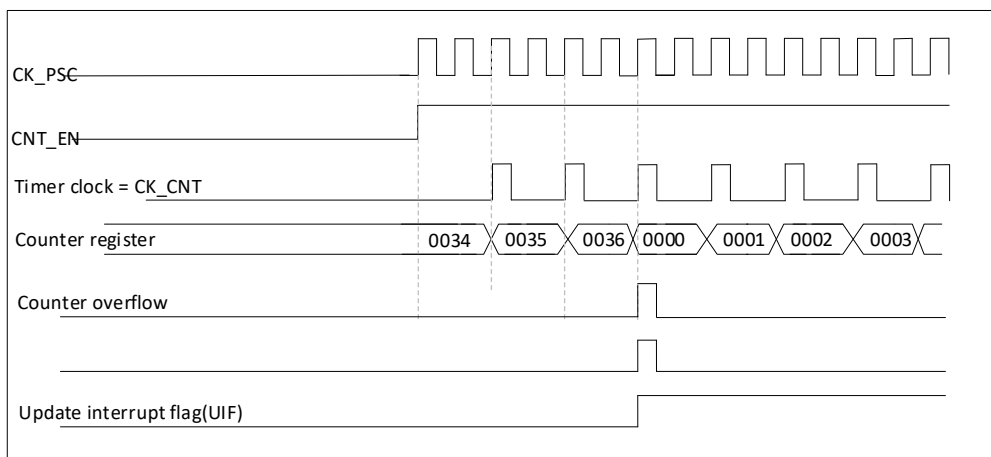 CK_PSC
CNT_EN
Timer clock = CK_CNT
Counter register 0034 0035 0036 0000 0001 0002 0003
Counter overflow
Update interrupt flag(UIF)